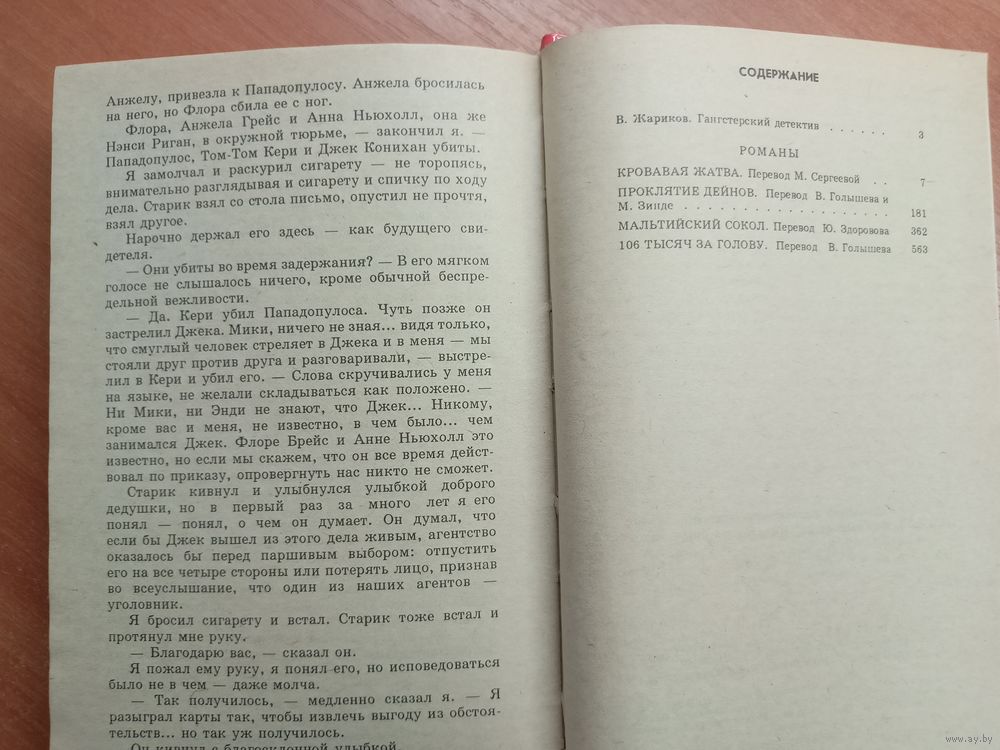 Анжелу, привезла к Пападопулосу. Анжела бросилась
на него, но Флора сбила ее с ног.
Флора, Анжела Грейс и Анна Ньюхолл, она же
Нэнси Риган, в окружной тюрьме, — закончил я. —
Пападопулос, Том-Том Кери и Джек Конихан убиты.
Я замолчал и раскурил сигарету — не торопясь,
внимательно разглядывая и сигарету и спичку по ходу
дела. Старик взял со стола письмо, опустил не прочтя,
взял другое.
Нарочно держал его здесь — как будущего сви-
детеля.
— Они убиты во время задержания? — В его мягком
голосе не слышалось ничего, кроме обычной беспре-
дельной вежливости.
— Да. Кери убил Пападопулоса. Чуть позже он
застрелил Джека. Мики, ничего не зная... видя только,
что смуглый человек стреляет в Джека и в меня — мы
стояли друг против друга и разговаривали, — выстре-
лил в Кери и убил его. — Слова скручивались у меня
на языке, не желали складываться как положено. —
Ни Мики, ни Энди не знают, что Джек... Никому,
кроме вас и меня, не известно, в чем было... чем
занимался Джек. Флоре Брейс и Анне Ньюхолл это
известно, но если мы скажем, что он все время дейст-
вовал по приказу, опровергнуть нас никто не сможет.
Старик кивнул и улыбнулся улыбкой доброго
дедушки, но в первый раз за много лет я его
понял — понял, о чем он думает. Он думал, что
если бы Джек вышел из этого дела живым, агентство
оказалось бы перед паршивым выбором: отпустить
его на все четыре стороны или потерять лицо, признав
во всеуслышание, что один из наших агентов —
уголовник.
Я бросил сигарету и встал. Старик тоже встал и
протянул мне руку.
— Благодарю вас, — сказал он.
Я пожал ему руку, я понял его, но исповедоваться
было не в чем — даже молча.
— Так получилось, — медленно сказал я. — Я
разыграл карты так, чтобы извлечь выгоду из обстоя-
тельств... но так уж получилось.
Он кивнул с благосклонной улыбкой.
СОДЕРЖАНИЕ
В. Жариков. Гангстерский детектив . . . . . . 3
РОМАНЫ
КРОВАВАЯ ЖАТВА. Перевод М. Сергеевой . . 7
ПРОКЛЯТИЕ ДЕЙНОВ. Перевод В. Голышева и
М. Зинде . . . . . . . . . . . . . . . . . . 181
МАЛЬТИЙСКИЙ СОКОЛ. Перевод Ю. Здоровова 362
106 ТЫСЯЧ ЗА ГОЛОВУ. Перевод В. Голышева 563
www.ay.by